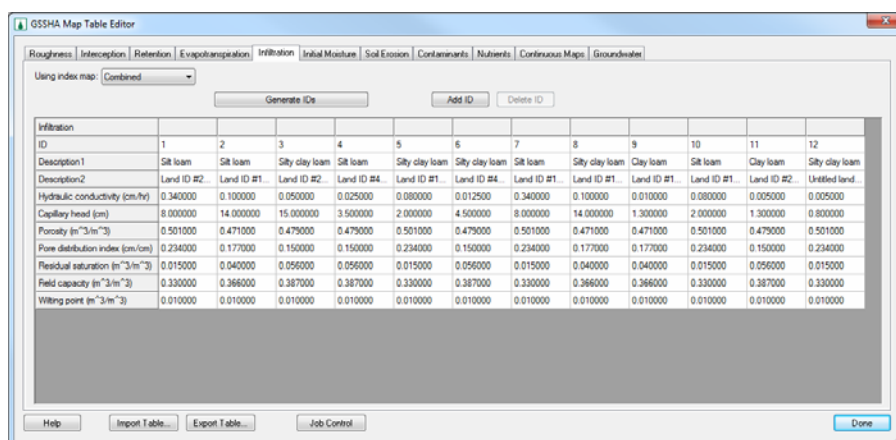 GSSHA Map Table Editor
Roughness Interception Retention Evapotranspiration Infiltration Initial Moisture Soil Erosion Contaminants Nutrients Continuous Maps Groundwater
Using index map: Combined
Generate IDs Add ID Delete ID
Infiltration
ID 1 2 3 4 5 6 7 8 9 10 11 12
Description1 Silt loam Silt loam Silty clay loam Silt loam Silty clay loam Silty clay loam Silt loam Silty clay loam Clay loam Silt loam Clay loam Silty clay loam
Description2 Land ID #2... Land ID #1... Land ID #2... Land ID #4... Land ID #1... Land ID #4... Land ID #1... Land ID #1... Land ID #1... Land ID #1... Land ID #2... Untitled land...
Hydraulic conductivity (cm/hr) 0.340000 0.100000 0.050000 0.025000 0.080000 0.012500 0.340000 0.100000 0.010000 0.080000 0.005000 0.005000
Capillary head (cm) 8.000000 14.000000 15.000000 3.500000 2.000000 4.500000 8.000000 14.000000 1.300000 2.000000 1.300000 0.800000
Porosity (m^3/m^3) 0.501000 0.471000 0.479000 0.479000 0.501000 0.479000 0.501000 0.471000 0.471000 0.501000 0.479000 0.501000
Pore distribution index (cm/cm) 0.234000 0.177000 0.150000 0.150000 0.234000 0.150000 0.234000 0.177000 0.177000 0.234000 0.150000 0.234000
Residual saturation (m^3/m^3) 0.015000 0.040000 0.056000 0.056000 0.015000 0.056000 0.015000 0.040000 0.040000 0.015000 0.056000 0.015000
Field capacity (m^3/m^3) 0.330000 0.366000 0.387000 0.387000 0.330000 0.387000 0.330000 0.366000 0.366000 0.330000 0.387000 0.330000
Wilting point (m^3/m^3) 0.010000 0.010000 0.010000 0.010000 0.010000 0.010000 0.010000 0.010000 0.010000 0.010000 0.010000 0.010000
Help Import Table... Export Table... Job Control Done